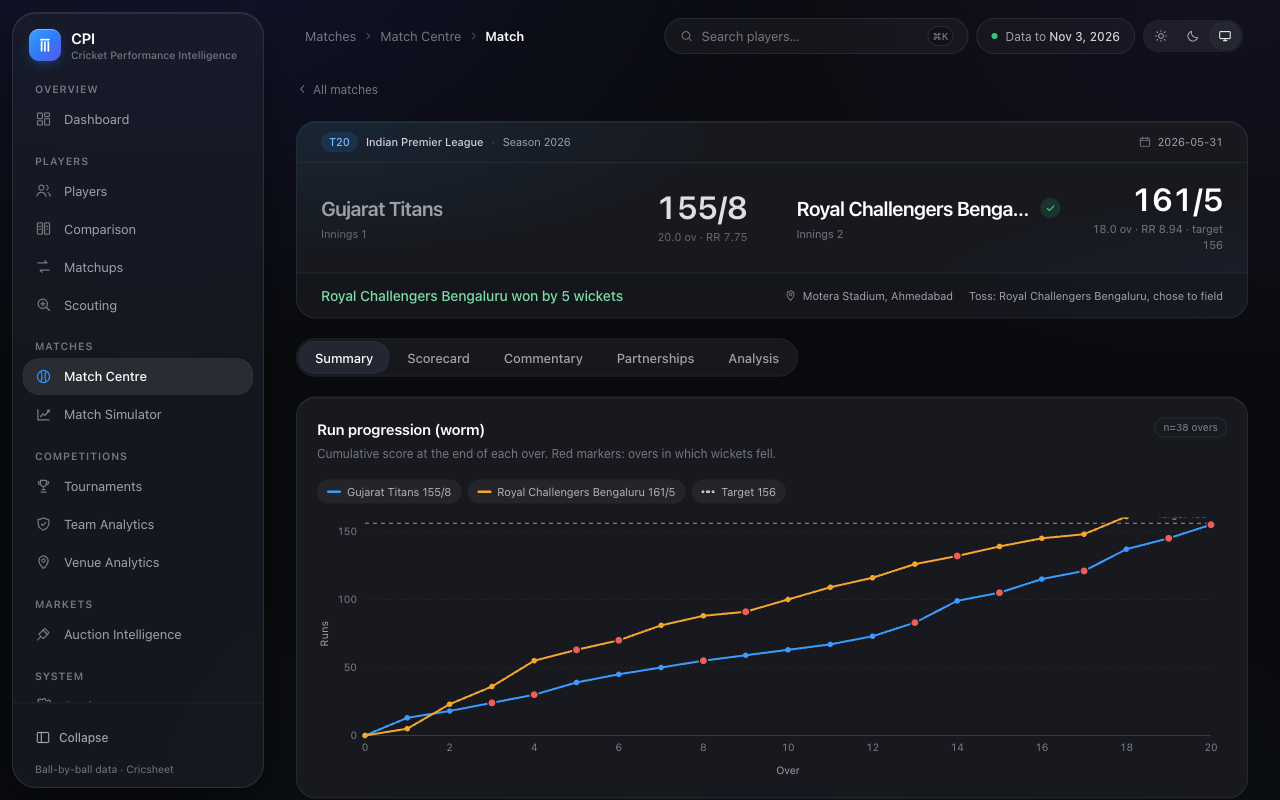 CPI
Cricket Performance Intelligence
OVERVIEW
Dashboard
PLAYERS
Players
Comparison
Matchups
Scouting
MATCHES
Match Centre
Match Simulator
COMPETITIONS
Tournaments
Team Analytics
Venue Analytics
MARKETS
Auction Intelligence
SYSTEM
Collapse
Ball-by-ball data · Cricsheet
Matches > Match Centre > Match
Search players...
⌘K
Data to Nov 3, 2026
All matches
T20 Indian Premier League · Season 2026
2026-05-31
Gujarat Titans
Innings 1
155/8
20.0 ov · RR 7.75
Royal Challengers Benga...
Innings 2
161/5
18.0 ov · RR 8.94 · target
156
Royal Challengers Bengaluru won by 5 wickets
Motera Stadium, Ahmedabad
Toss: Royal Challengers Bengaluru, chose to field
Summary
Scorecard
Commentary
Partnerships
Analysis
Run progression (worm)
n=38 overs
Cumulative score at the end of each over. Red markers: overs in which wickets fell.
Gujarat Titans 155/8
Royal Challengers Bengaluru 161/5
Target 156
150
100
50
0
Runs
0 2 4 6 8 10 12 14 16 18 20
Over